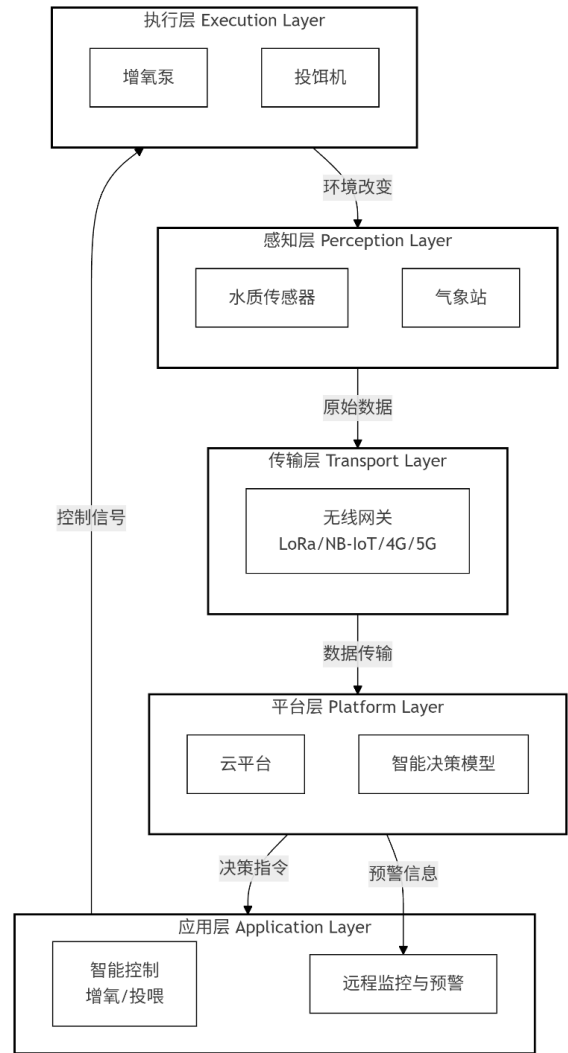 执行层 Execution Layer
增氧泵
投饵机
环境改变
感知层 Perception Layer
水质传感器
气象站
原始数据
传输层 Transport Layer
无线网关
LoRa/NB-IoT/4G/5G
控制信号
数据传输
平台层 Platform Layer
云平台
智能决策模型
决策指令
预警信息
应用层 Application Layer
智能控制
增氧/投喂
远程监控与预警